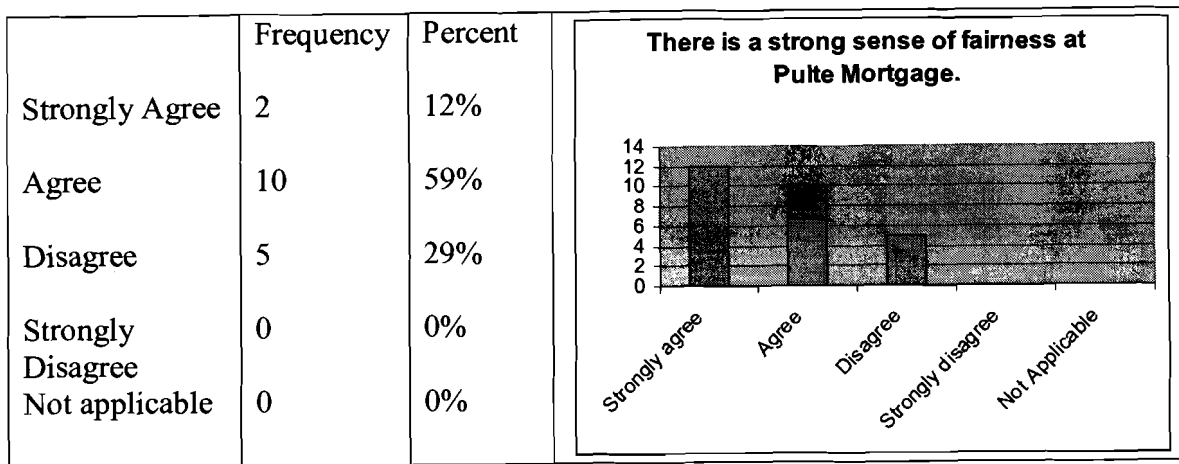 Frequency Percent
Strongly Agree 2 12%
Agree 10 59%
Disagree 5 29%
Strongly 0 0%
Disagree
Not applicable 0 0%
There is a strong sense of fairness at
Pulte Mortgage.
14
12
10
8
6
4
2
0
Strongly agree
Agree
Disagree
Strongly disagree
Not Applicable